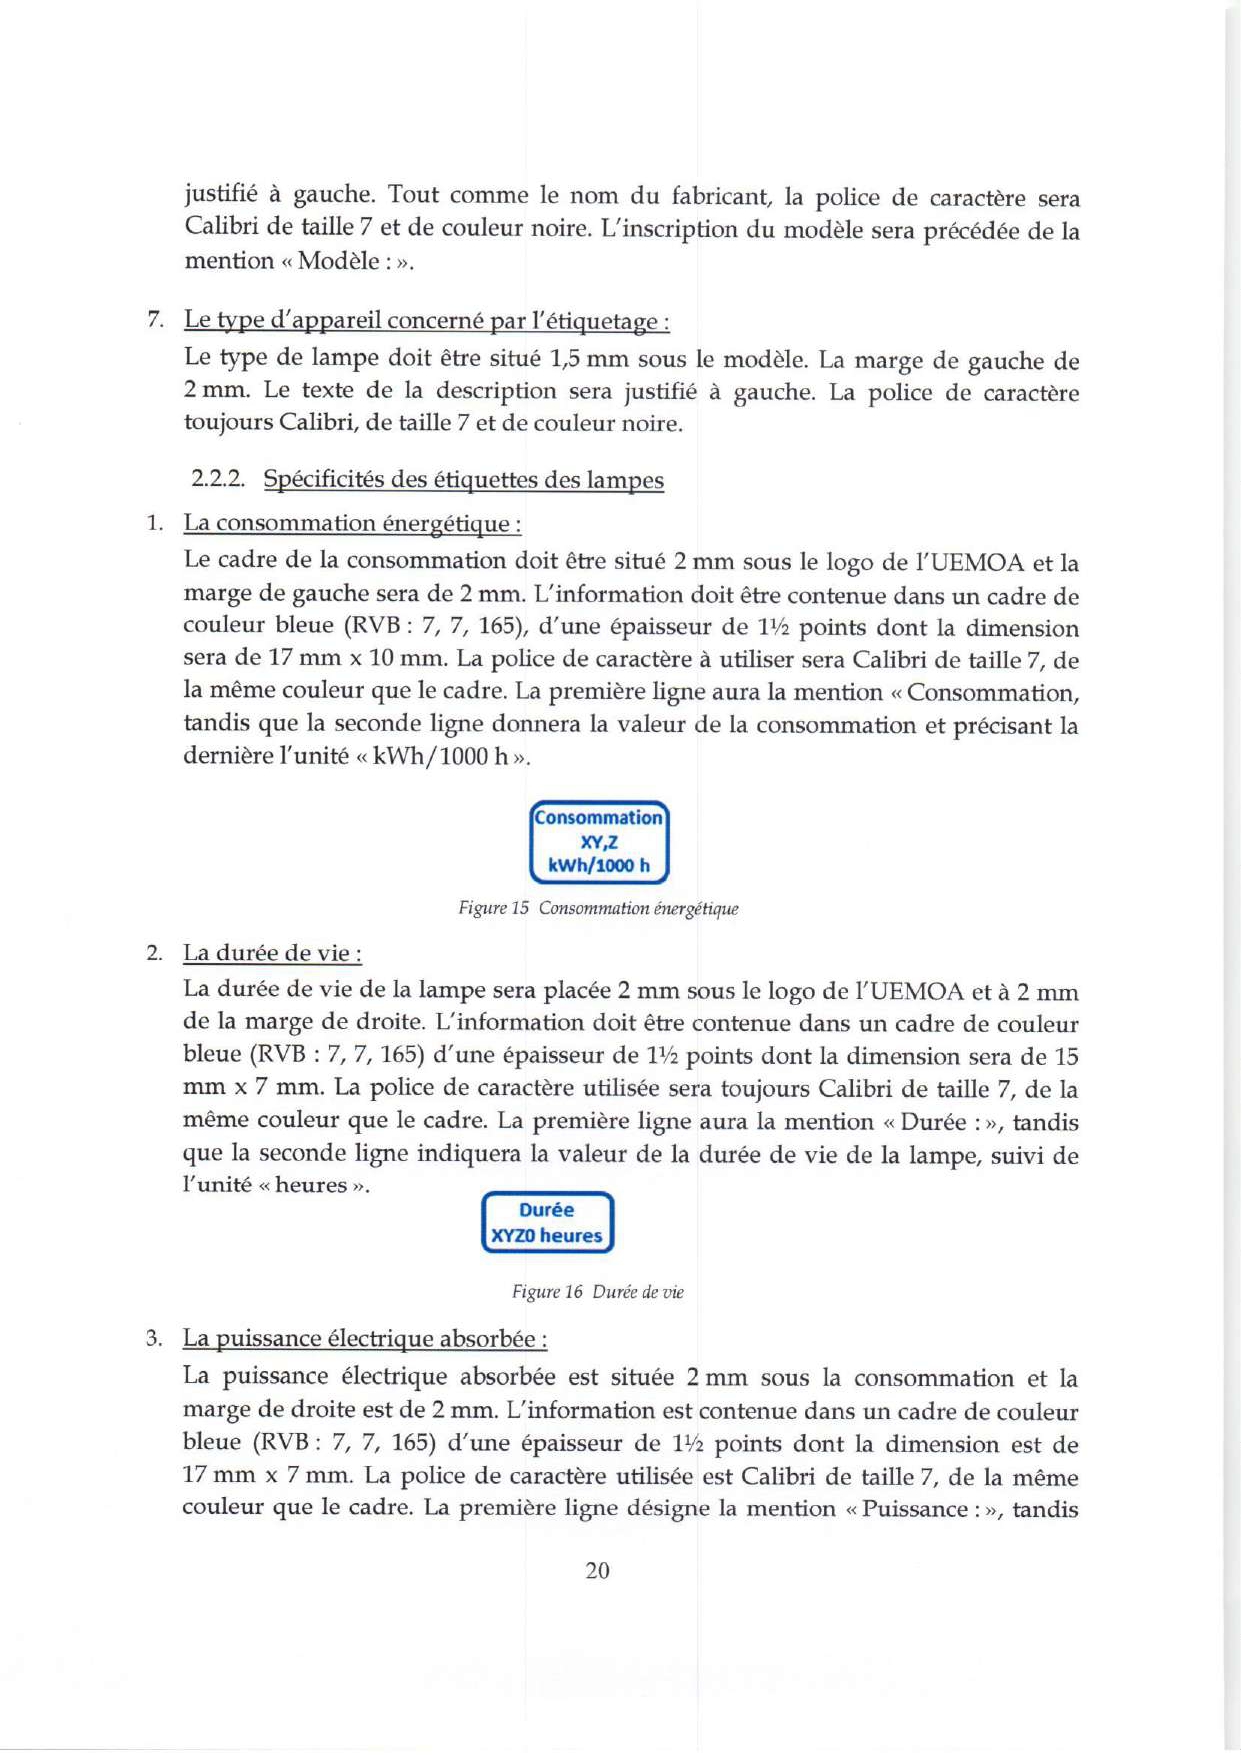 justifié à gauche. Tout comme le nom du fabricant, la police de caractère sera
Calibri de taille 7 et de couleur noire. L'inscription du modèle sera précédée de la
mention « Modèle : ».
7. Le type d'appareil concerné par l'étiquetage :
Le type de lampe doit être situé 1,5 mm sous le modèle. La marge de gauche de
2 mm. Le texte de la description sera justifié à gauche. La police de caractère
toujours Calibri, de taille 7 et de couleur noire.
2.2.2. Spécificités des étiquettes des lampes
1. La consommation énergétique :
Le cadre de la consommation doit être situé 2 mm sous le logo de l'UEMOA et la
marge de gauche sera de 2 mm. L'information doit être contenue dans un cadre de
couleur bleue (RVB : 7, 7, 165), d'une épaisseur de 1½ points dont la dimension
sera de 17 mm x 10 mm. La police de caractère à utiliser sera Calibri de taille 7, de
la même couleur que le cadre. La première ligne aura la mention « Consommation,
tandis que la seconde ligne donnera la valeur de la consommation et précisant la
dernière l'unité « kWh/1000 h ».
Consommation
XY,Z
kWh/1000 h
Figure 15 Consommation énergétique
2. La durée de vie :
La durée de vie de la lampe sera placée 2 mm sous le logo de l'UEMOA et à 2 mm
de la marge de droite. L'information doit être contenue dans un cadre de couleur
bleue (RVB : 7, 7, 165) d'une épaisseur de 1½ points dont la dimension sera de 15
mm x 7 mm. La police de caractère utilisée sera toujours Calibri de taille 7, de la
même couleur que le cadre. La première ligne aura la mention « Durée : », tandis
que la seconde ligne indiquera la valeur de la durée de vie de la lampe, suivi de
l'unité « heures ».
Durée
XYZ0 heures
Figure 16 Durée de vie
3. La puissance électrique absorbée :
La puissance électrique absorbée est située 2 mm sous la consommation et la
marge de droite est de 2 mm. L'information est contenue dans un cadre de couleur
bleue (RVB : 7, 7, 165) d'une épaisseur de 1½ points dont la dimension est de
17 mm x 7 mm. La police de caractère utilisée est Calibri de taille 7, de la même
couleur que le cadre. La première ligne désigne la mention « Puissance : », tandis
20